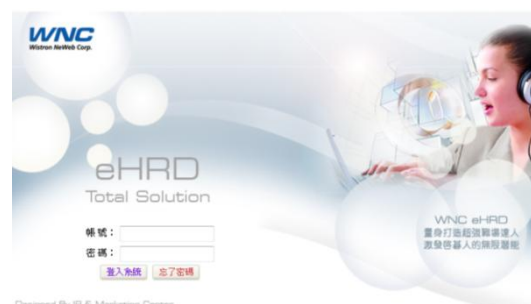 WNC
Wistron NeWeb Corp.
eHRD
Total Solution
帳號：
密碼：
登入系統
忘了密碼
WNC eHRD
量身打造超強職場達人
激發啓基人的無限潛能